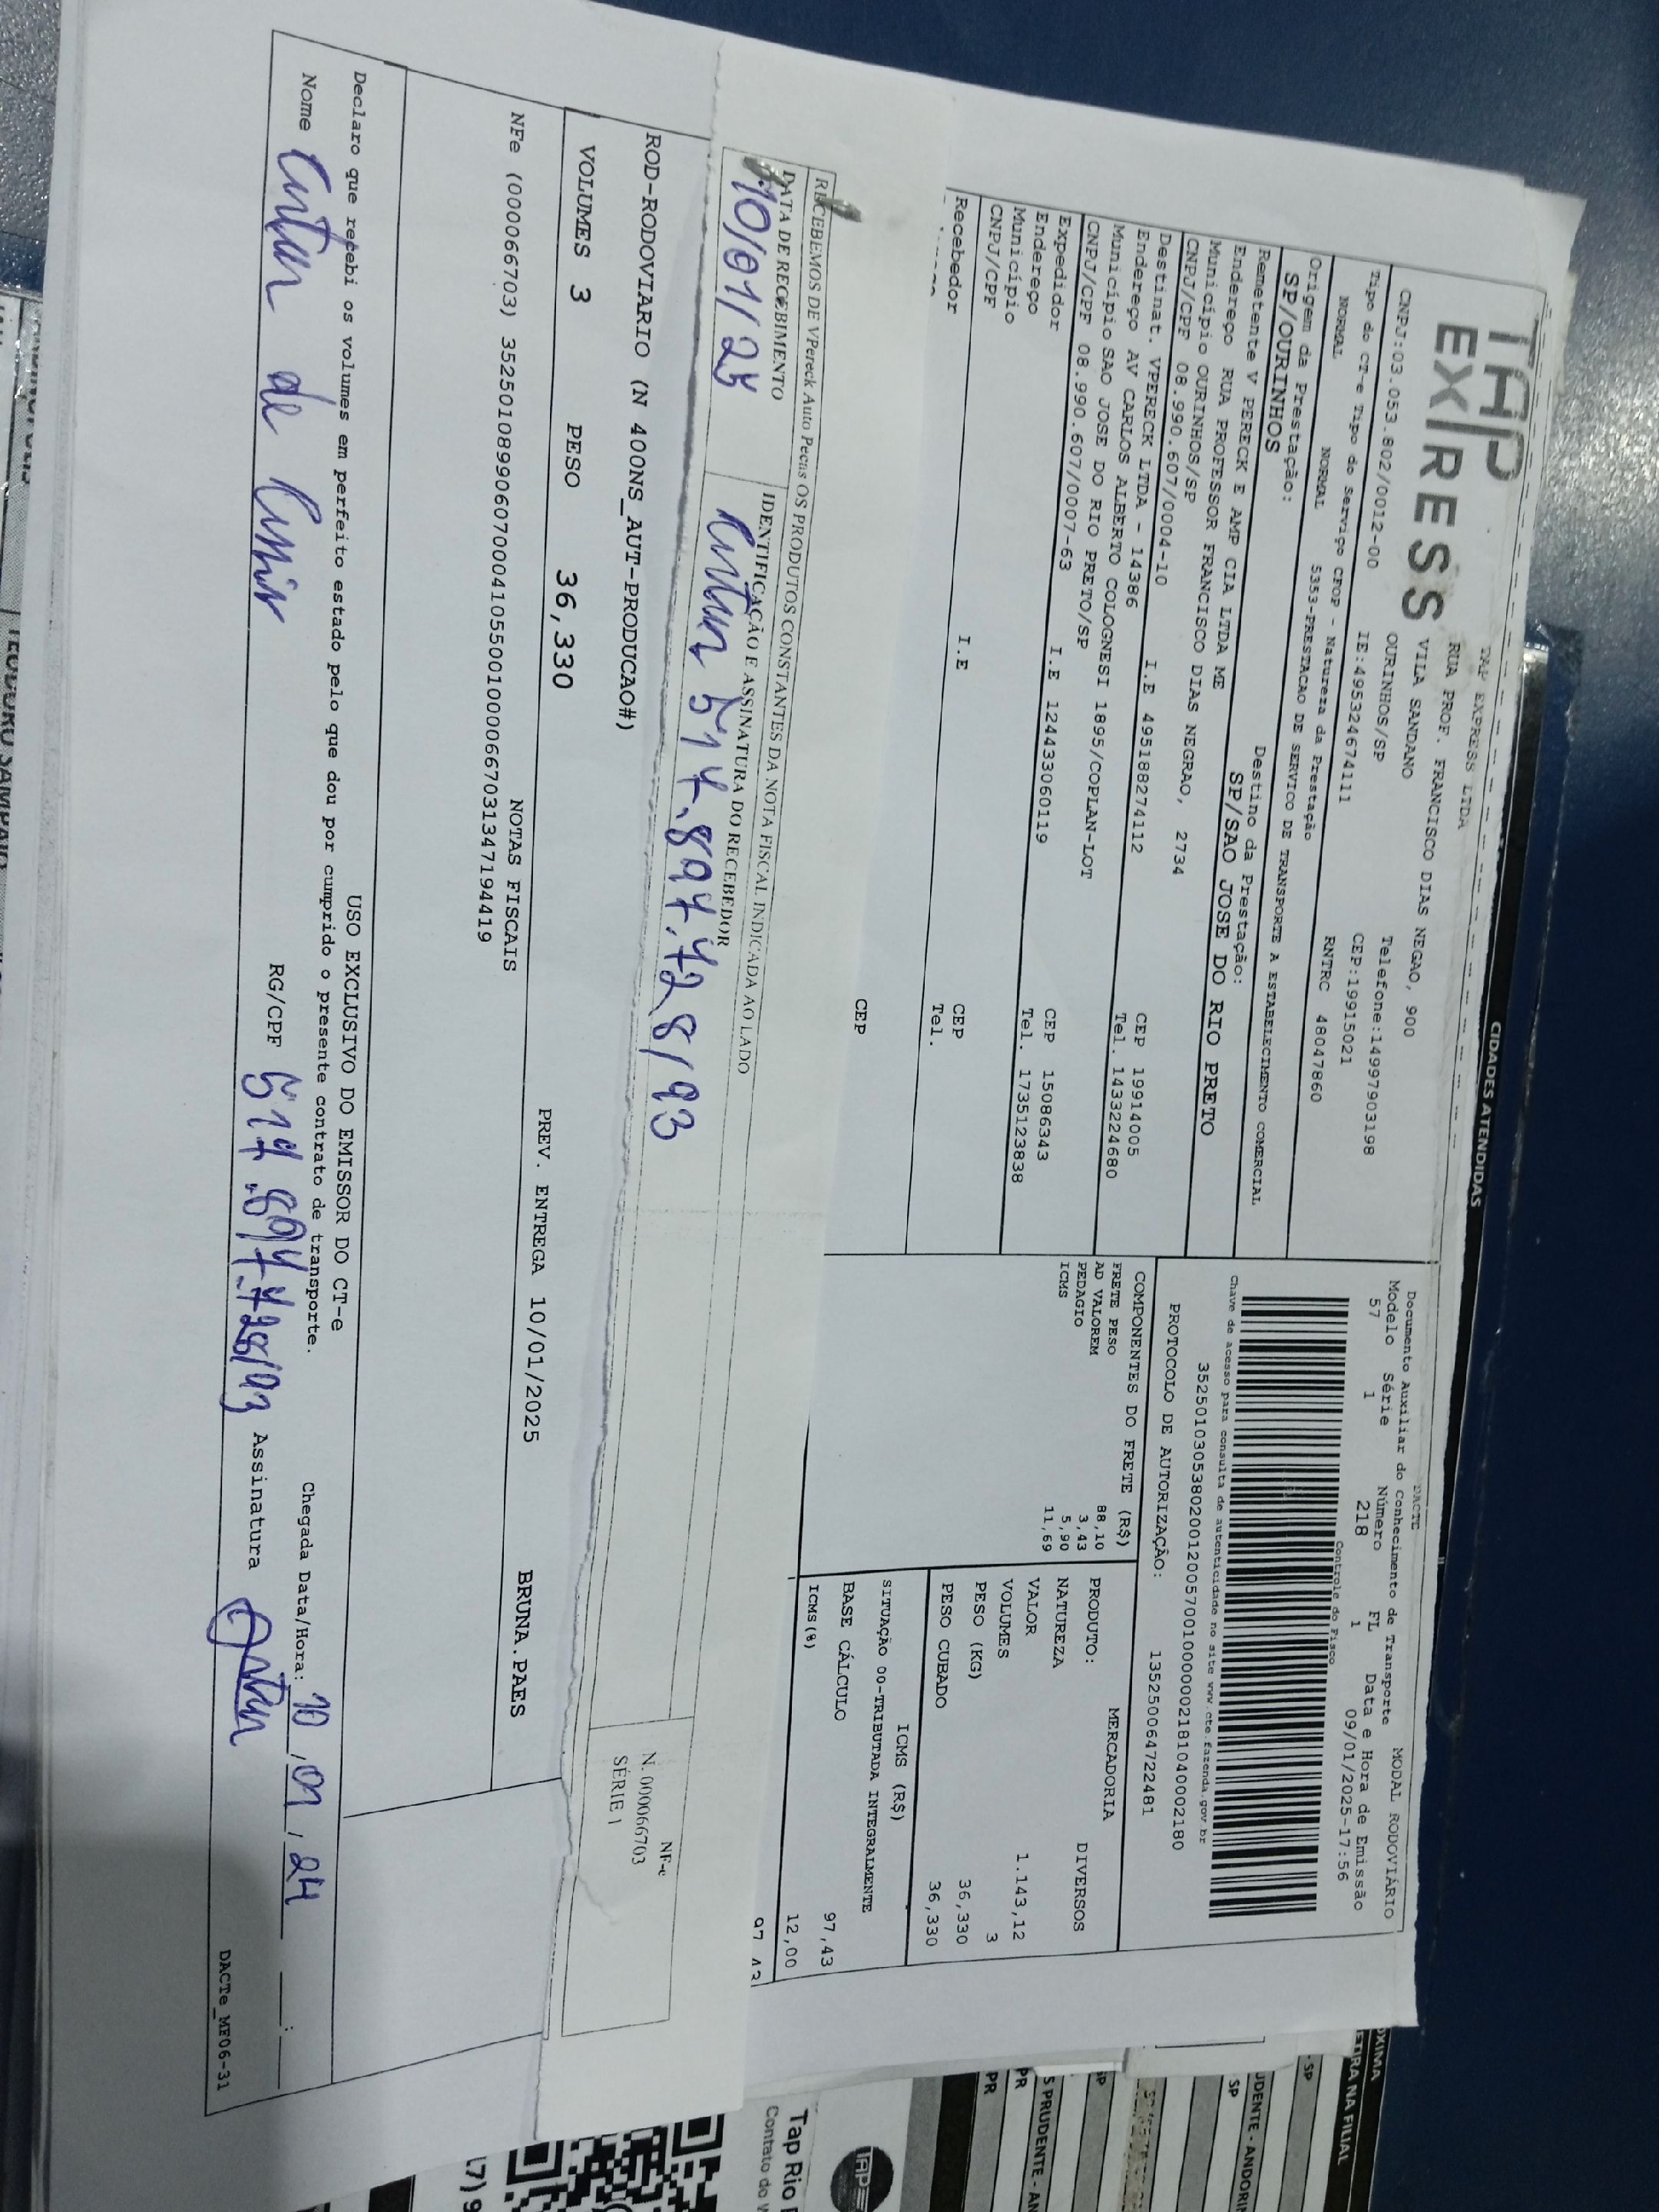 CIDADES ATENDIDAS
TAP
EXPRESS
TAP EXPRESS LTDA
RUA PROF. FRANCISCO DIAS NEGAO, 900
VILA SANDANO
OURINHOS/SP
Telefone:14997903198
CEP:19915021
CNPJ:03.053.802/0012-00
IE:495324674111
RNTRC 48047860
Tipo do CT-e Tipo do Serviço CFOP - Natureza da Prestação
NORMAL NORMAL 5353-PRESTACAO DE SERVICO DE TRANSPORTE A ESTABELECIMENTO COMERCIAL
Origem da Prestação:
SP/OURINHOS
Destino da Prestação:
SP/SAO JOSE DO RIO PRETO
Remetente V PERECK E AMP CIA LTDA ME
Endereço RUA PROFESSOR FRANCISCO DIAS NEGRAO, 2734
Município OURINHOS/SP CEP 19914005
CNPJ/CPF 08.990.607/0004-10 I.E 495188274112 Tel. 1433224680
Destinat. VPERECK LTDA - 14386
Endereço AV CARLOS ALBERTO COLOGNESI 1895/COPLAN-LOT
Município SAO JOSE DO RIO PRETO/SP CEP 15086343
CNPJ/CPF 08.990.607/0007-63 I.E 124433060119 Tel. 1735123838
Expedidor
Endereço
Município CEP
CNPJ/CPF I.E Tel.
Recebedor
CEP
DACTE
Documento Auxiliar do Conhecimento de Transporte MODAL RODOVIÁRIO
Modelo Série Número FL Data e Hora de Emissão
57 1 218 1 09/01/2025-17:56
Controle do Fisco
Chave de acesso para consulta de autenticidade no site www.cte.fazenda.gov.br
35250103053802001200570010000002181040002180
PROTOCOLO DE AUTORIZAÇÃO: 135250064722481
COMPONENTES DO FRETE (R$)
FRETE PESO 88,10
AD VALOREM 3,43
PEDAGIO 5,90
ICMS 11,69
MERCADORIA
PRODUTO: DIVERSOS
NATUREZA
VALOR 1.143,12
VOLUMES 3
PESO (KG) 36,330
PESO CUBADO 36,330
ICMS (R$)
SITUAÇÃO 00-TRIBUTADA INTEGRALMENTE
BASE CÁLCULO 97,43
ICMS(%) 12,00
RECEBEMOS DE VPereck Auto Pecas OS PRODUTOS CONSTANTES DA NOTA FISCAL INDICADA AO LADO
DATA DE RECEBIMENTO
IDENTIFICAÇÃO E ASSINATURA DO RECEBEDOR
10/01/25
517.897.728/93
NF-e
N. 000066703
SÉRIE 1
ROD-RODOVIARIO (N 400NS_AUT-PRODUCAO#)
VOLUMES 3 PESO 36,330
PREV. ENTREGA 10/01/2025 BRUNA.PAES
NOTAS FISCAIS
NFe (000066703) 35250108990607000410550010000667031347194419
USO EXCLUSIVO DO EMISSOR DO CT-e
Declaro que recebi os volumes em perfeito estado pelo que dou por cumprido o presente contrato de transporte.
Chegada Data/Hora: 10/01/24
Nome
RG/CPF 517.897.728/93 Assinatura
DACTe_ME06-31
Tap Rio
TAP